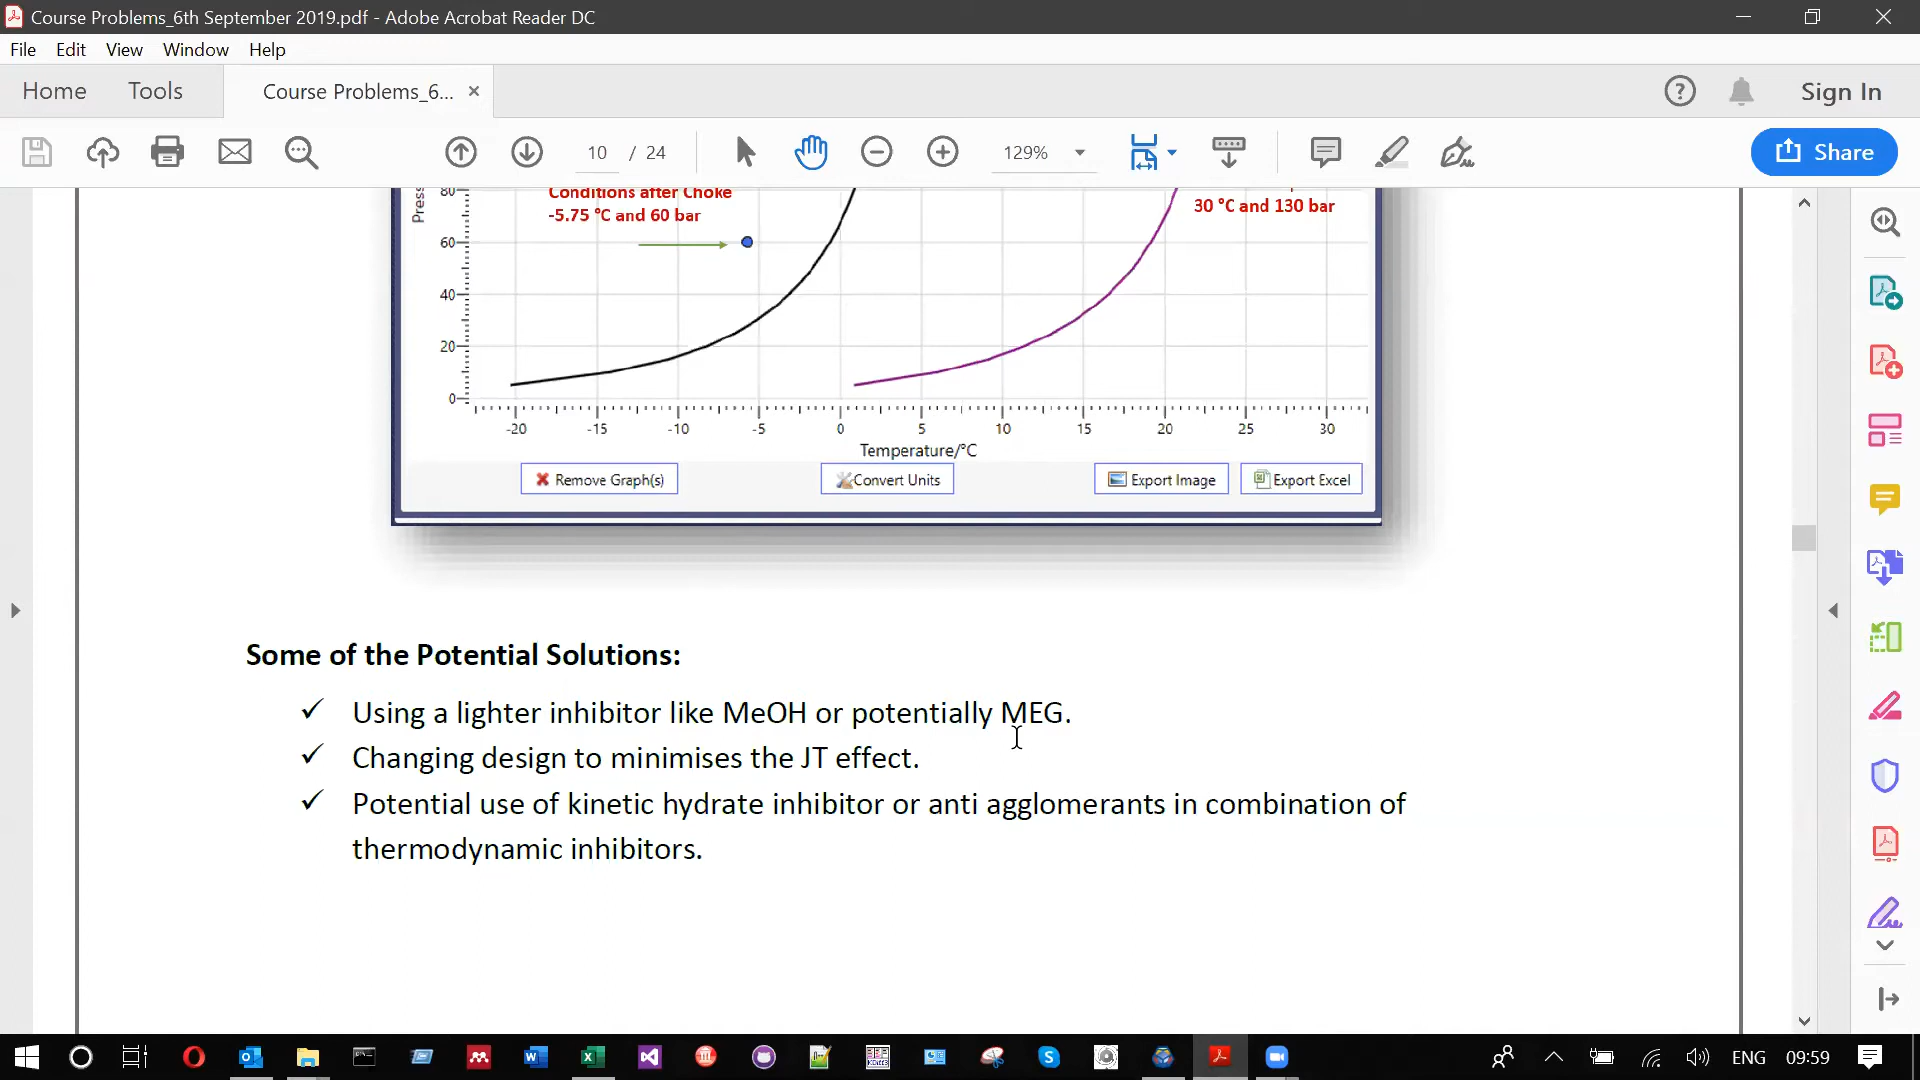 Course Problems_6th September 2019.pdf - Adobe Acrobat Reader DC
File Edit View Window Help
Home Tools Course Problems_6... × Sign In
10 / 24 129% Share
Conditions after Choke
-5.75 °C and 60 bar
30 °C and 130 bar
Press
80
60
40
20
0
-20 -15 -10 -5 0 5 10 15 20 25 30
Temperature/°C
Remove Graph(s) Convert Units Export Image Export Excel
Some of the Potential Solutions:
✓ Using a lighter inhibitor like MeOH or potentially MEG.
✓ Changing design to minimises the JT effect.
✓ Potential use of kinetic hydrate inhibitor or anti agglomerants in combination of
thermodynamic inhibitors.
ENG 09:59